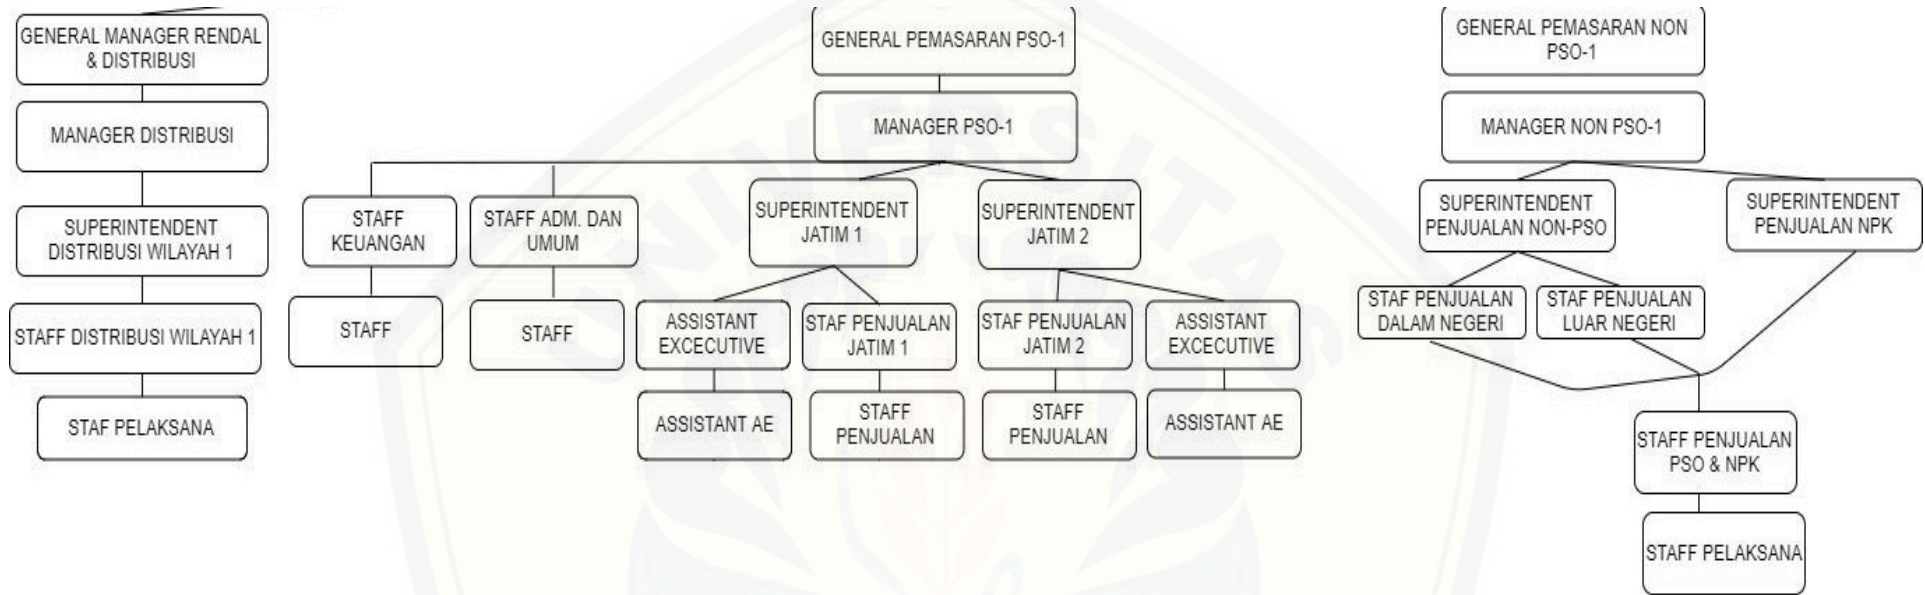 GENERAL MANAGER RENDAL
& DISTRIBUSI
MANAGER DISTRIBUSI
SUPERINTENDENT
DISTRIBUSI WILAYAH 1
STAFF DISTRIBUSI WILAYAH 1
STAF PELAKSANA
GENERAL PEMASARAN PSO-1
MANAGER PSO-1
STAFF
KEUANGAN
STAFF
STAFF ADM. DAN
UMUM
STAFF
SUPERINTENDENT
JATIM 1
ASSISTANT
EXCECUTIVE
ASSISTANT AE
STAF PENJUALAN
JATIM 1
STAFF
PENJUALAN
SUPERINTENDENT
JATIM 2
STAF PENJUALAN
JATIM 2
STAFF
PENJUALAN
ASSISTANT
EXCECUTIVE
ASSISTANT AE
GENERAL PEMASARAN NON
PSO-1
MANAGER NON PSO-1
SUPERINTENDENT
PENJUALAN NON-PSO
STAF PENJUALAN
DALAM NEGERI
STAF PENJUALAN
LUAR NEGERI
SUPERINTENDENT
PENJUALAN NPK
STAFF PENJUALAN
PSO & NPK
STAFF PELAKSANA
UNIVERSITAS